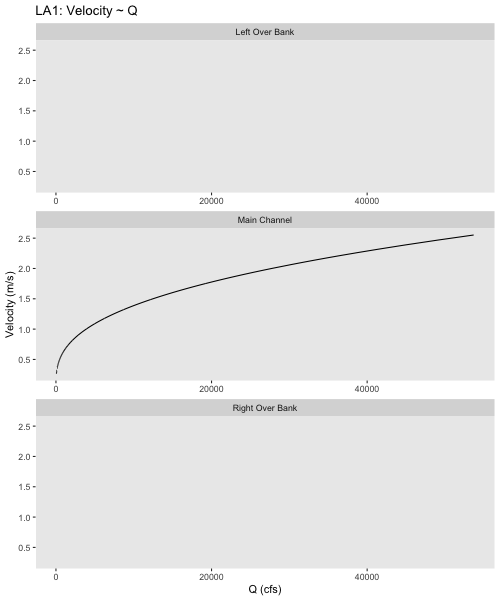 LA1: Velocity ~ Q
Left Over Bank
2.5
2.0
1.5
1.0
0.5
0 20000 40000
Main Channel
2.5
2.0
1.5
1.0
0.5
0 20000 40000
Velocity (m/s)
Right Over Bank
2.5
2.0
1.5
1.0
0.5
0 20000 40000
Q (cfs)